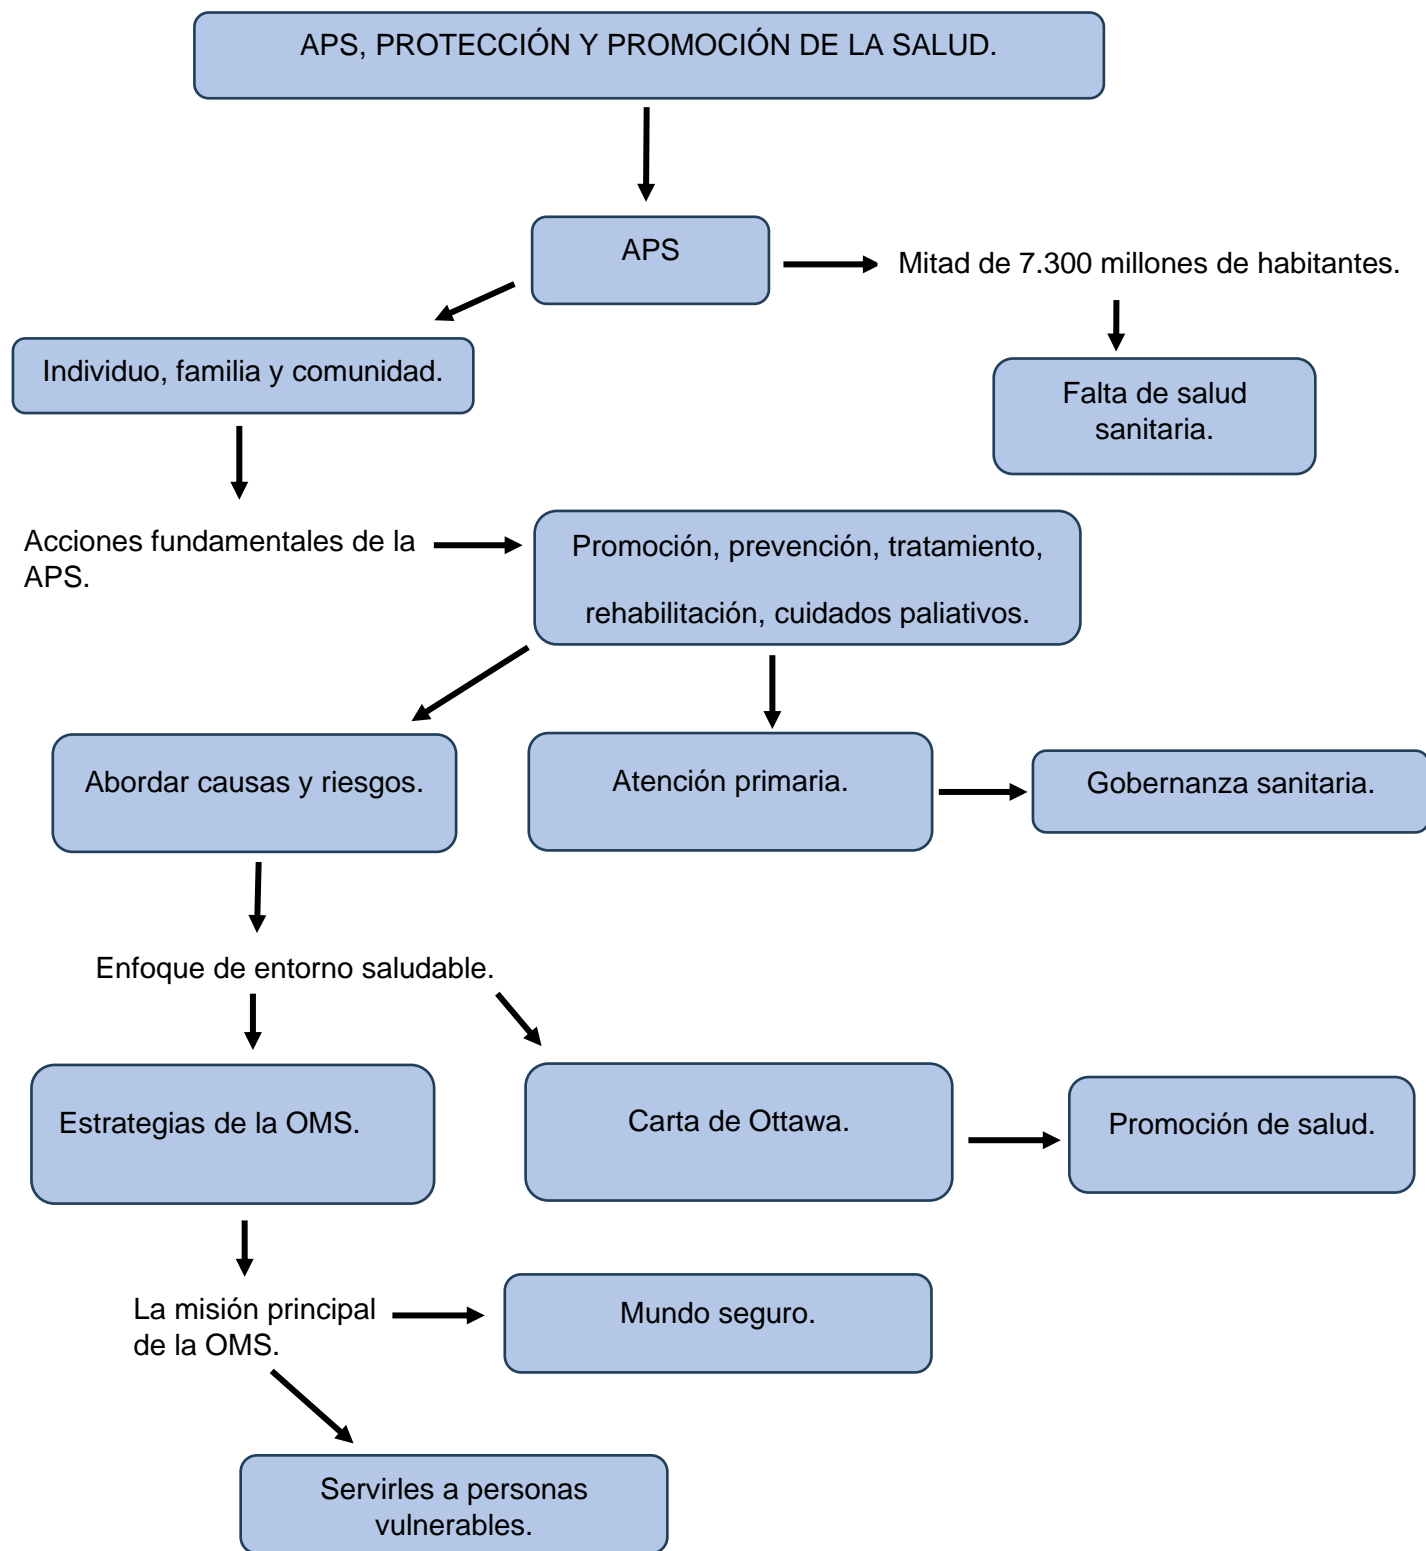 APS, PROTECCIÓN Y PROMOCIÓN DE LA SALUD.
APS
Mitad de 7.300 millones de habitantes.
Individuo, familia y comunidad.
Falta de salud
sanitaria.
Acciones fundamentales de la
APS.
Promoción, prevención, tratamiento,
rehabilitación, cuidados paliativos.
Abordar causas y riesgos.
Atención primaria.
Gobernanza sanitaria.
Enfoque de entorno saludable.
Estrategias de la OMS.
Carta de Ottawa.
Promoción de salud.
La misión principal
de la OMS.
Mundo seguro.
Servirles a personas
vulnerables.